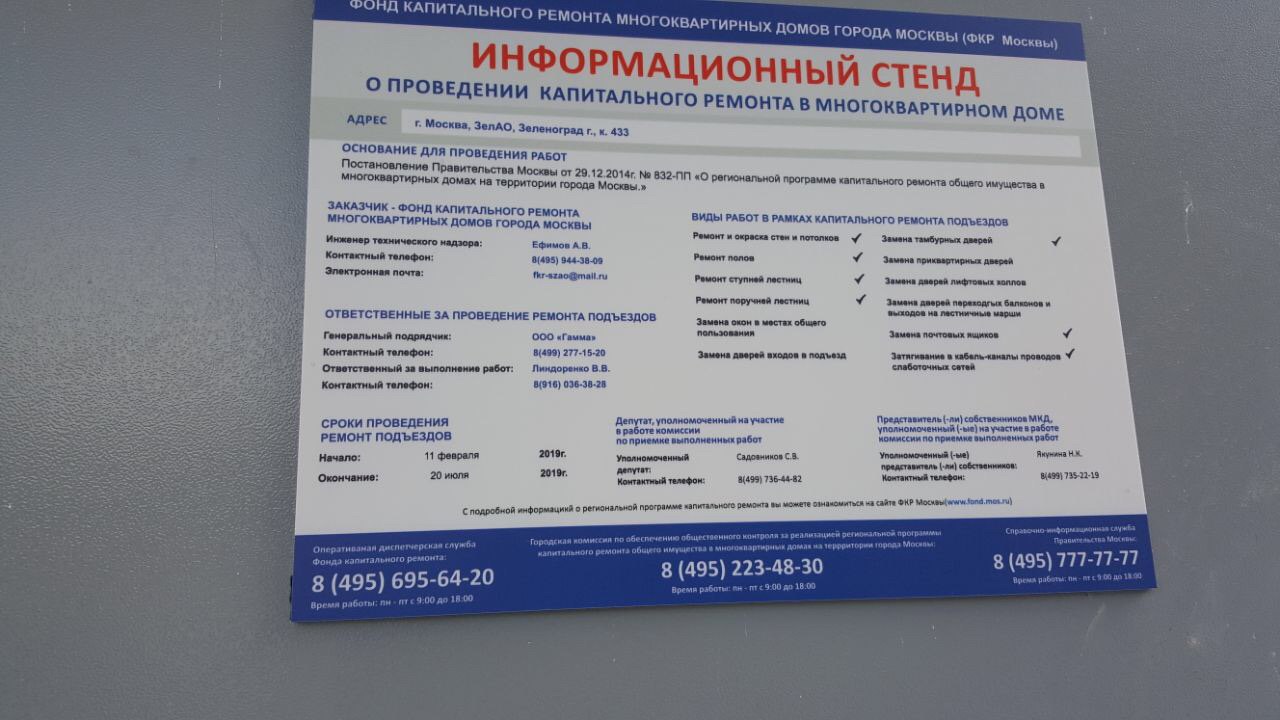 ФОНД КАПИТАЛЬНОГО РЕМОНТА МНОГОКВАРТИРНЫХ ДОМОВ ГОРОДА МОСКВЫ (ФКР Москвы)
ИНФОРМАЦИОННЫЙ СТЕНД
О ПРОВЕДЕНИИ КАПИТАЛЬНОГО РЕМОНТА В МНОГОКВАРТИРНОМ ДОМЕ
АДРЕС г. Москва, ЗелАО, Зеленоград г., к. 433
ОСНОВАНИЕ ДЛЯ ПРОВЕДЕНИЯ РАБОТ
Постановление Правительства Москвы от 29.12.2014г. № 832-ПП «О региональной программе капитального ремонта общего имущества в
многоквартирных домах на территории города Москвы.»
ЗАКАЗЧИК - ФОНД КАПИТАЛЬНОГО РЕМОНТА
МНОГОКВАРТИРНЫХ ДОМОВ ГОРОДА МОСКВЫ
Инженер технического надзора: Ефимов А.В.
Контактный телефон: 8(495) 944-38-09
Электронная почта: fkr-szao@mail.ru
ОТВЕТСТВЕННЫЕ ЗА ПРОВЕДЕНИЕ РЕМОНТА ПОДЪЕЗДОВ
Генеральный подрядчик: ООО «Гамма»
Контактный телефон: 8(499) 277-15-20
Ответственный за выполнение работ: Линдоренко В.В.
Контактный телефон: 8(916) 036-38-28
ВИДЫ РАБОТ В РАМКАХ КАПИТАЛЬНОГО РЕМОНТА ПОДЪЕЗДОВ
Ремонт и окраска стен и потолков ✓
Ремонт полов ✓
Ремонт ступней лестниц ✓
Ремонт поручней лестниц ✓
Замена окон в местах общего
пользования
Замена дверей входов в подъезд
Замена тамбурных дверей ✓
Замена приквартирных дверей
Замена дверей лифтовых холлов
Замена дверей переходгых балконов и
выходов на лестничные марши
Замена почтовых ящиков ✓
Затягивание в кабель-каналы проводов ✓
слаботочных сетей
СРОКИ ПРОВЕДЕНИЯ
РЕМОНТ ПОДЪЕЗДОВ
Начало: 11 февраля 2019г.
Окончание: 20 июля 2019г.
Депутат, уполномоченный на участие
в работе комиссии
по приемке выполненных работ
Уполномоченный Садовников С.В.
депутат:
Контактный телефон: 8(499) 736-44-82
Представитель (-ли) собственников МКД,
уполномоченный (-ые) на участие в работе
комиссии по приемке выполненных работ
Уполномоченный (-ые) Якунина Н.К.
представитель (-ли) собственников:
Контактный телефон: 8(499) 735-22-19
С подробной информацикй о региональной программе капитального ремонта вы можете ознакомиться на сайте ФКР Москвы(www.fond.mos.ru)
Оперативаная диспетчерская служба
Фонда капитального ремонта:
8 (495) 695-64-20
Время работы: пн - пт с 9:00 до 18:00
Городская комиссия по обеспечению общественного контроля за реализацией региональной программы
капитального ремонта общего имущества в многоквартирных домах на терртории города Москвы:
8 (495) 223-48-30
Время работы: пн - пт с 9:00 до 18:00
Справочно-информационная служба
Правительства Москвы:
8 (495) 777-77-77
Время работы: пн - пт с 9:00 до 18:00